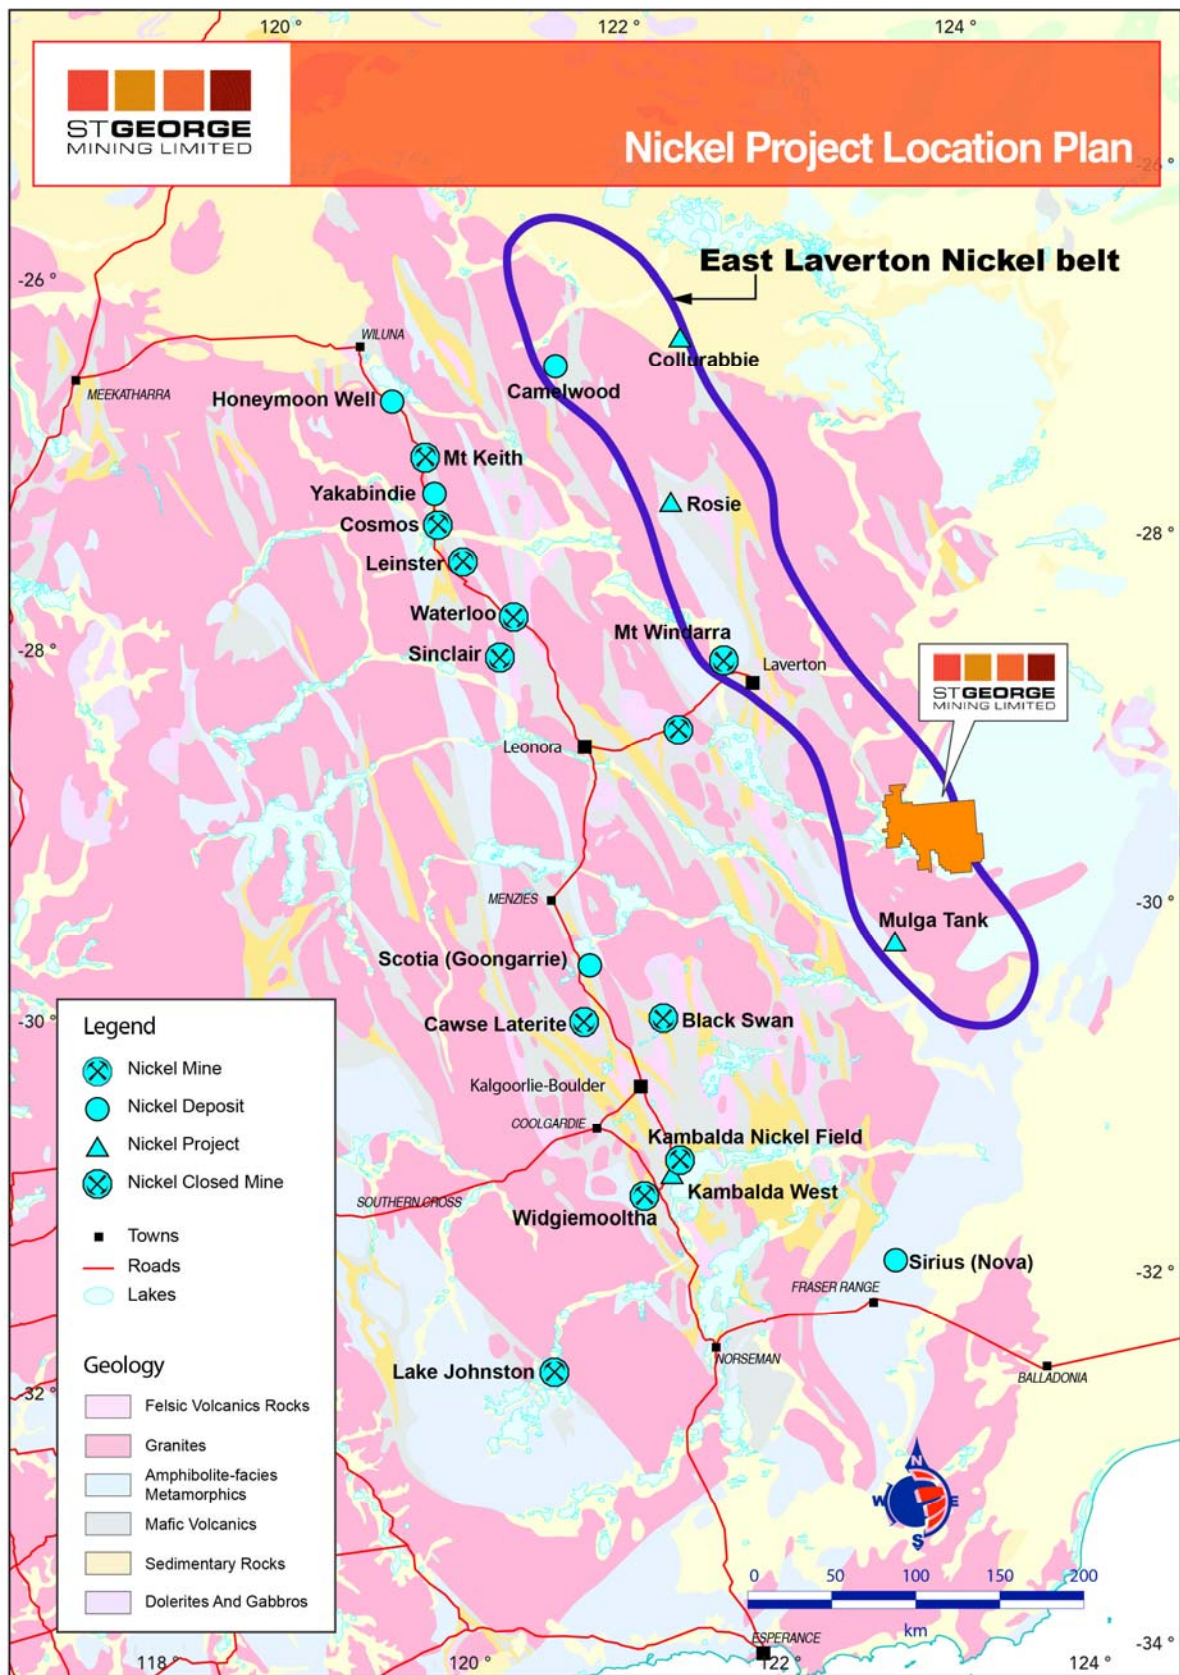 120 °
122 °
124 °
STGEORGE
MINING LIMITED
Nickel Project Location Plan
-26 °
East Laverton Nickel belt
-26 °
WILUNA
Collurabbie
MEEKATHARRA
Honeymoon Well
Camelwood
Mt Keith
Yakabindie
Rosie
Cosmos
-28 °
Leinster
Waterloo
Mt Windarra
-28 °
Sinclair
Laverton
STGEORGE
MINING LIMITED
Leonora
MENZIES
-30 °
Mulga Tank
Scotia (Goongarrie)
-30 °
Cawse Laterite
Black Swan
Legend
Nickel Mine
Nickel Deposit
Nickel Project
Nickel Closed Mine
Towns
Roads
Lakes
Kalgoorlie-Boulder
COOLGARDIE
Kambalda Nickel Field
Kambalda West
SOUTHERN CROSS
Widgiemooltha
Sirius (Nova)
-32 °
FRASER RANGE
NORSEMAN
Lake Johnston
BALLADONIA
-32 °
Geology
Felsic Volcanics Rocks
Granites
Amphibolite-facies
Metamorphics
Mafic Volcanics
Sedimentary Rocks
Dolerites And Gabbros
N
W E
S
0 50 100 150 200
km
ESPERANCE
-34 °
118 °
120 °
122 °
124 °